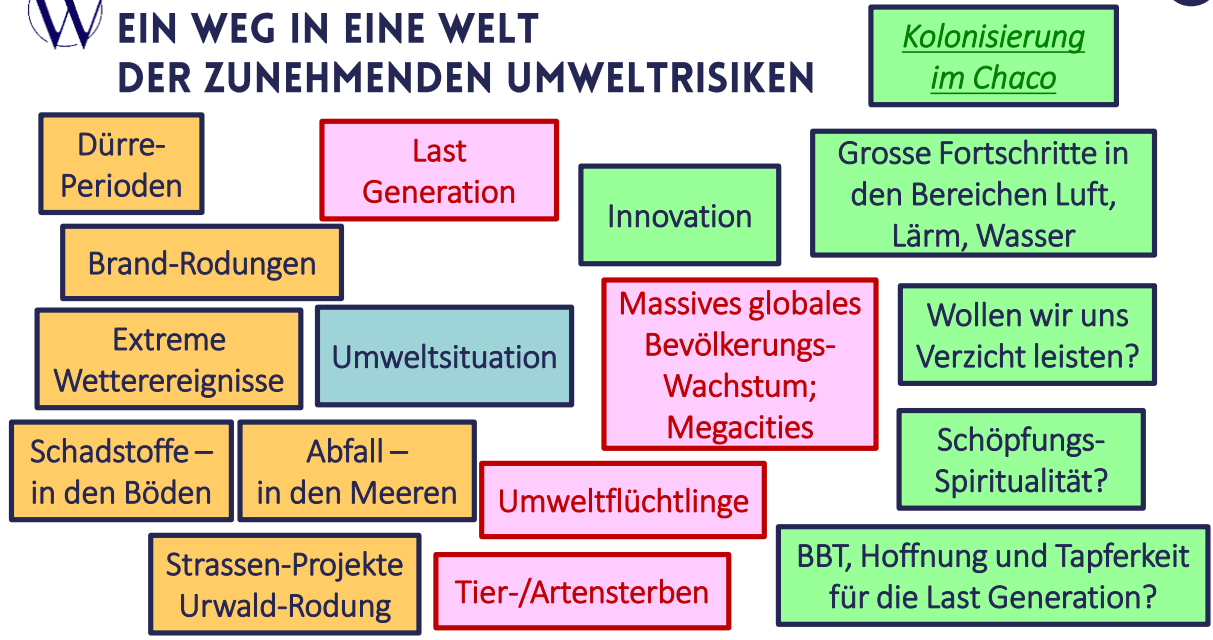 W
EIN WEG IN EINE WELT
DER ZUNEHMENDEN UMWELTRISIKEN
Kolonisierung
im Chaco
Dürre-
Perioden
Last
Generation
Innovation
Grosse Fortschritte in
den Bereichen Luft,
Lärm, Wasser
Brand-Rodungen
Massives globales
Bevölkerungs-
Wachstum;
Megacities
Wollen wir uns
Verzicht leisten?
Extreme
Wetterereignisse
Umweltsituation
Schadstoffe –
in den Böden
Abfall –
in den Meeren
Schöpfungs-
Spiritualität?
Umweltflüchtlinge
Strassen-Projekte
Urwald-Rodung
Tier-/Artensterben
BBT, Hoffnung und Tapferkeit
für die Last Generation?